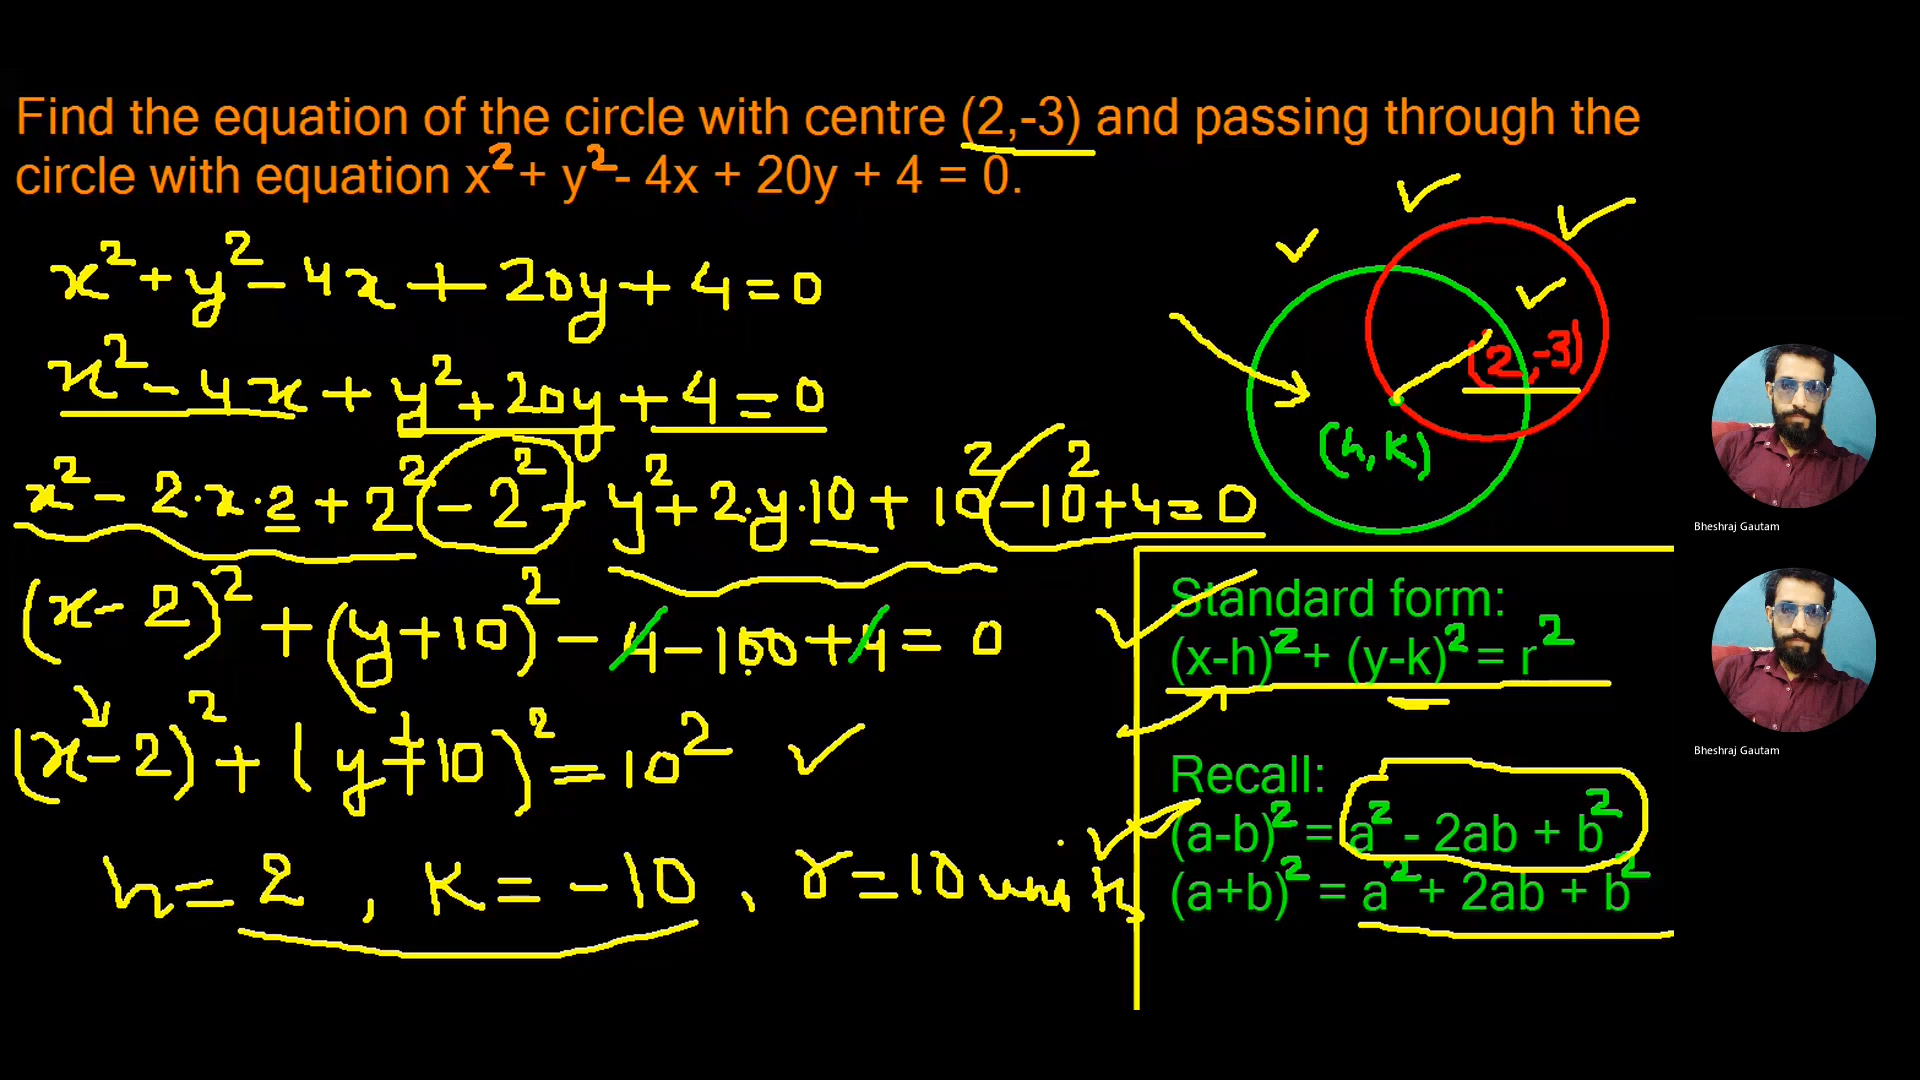 Find the equation of the circle with centre (2,-3) and passing through the
circle with equation x² + y² - 4x + 20y + 4 = 0.
x² + y² - 4x + 20y + 4 = 0
x² - 4x + y² + 20y + 4 = 0
x² - 2·x·2 + 2² - 2² + y² + 2·y·10 + 10² - 10² + 4 = 0
(x - 2)² + (y + 10)² - 4 - 100 + 4 = 0
(x - 2)² + (y + 10)² = 10²
h = 2 , k = -10 , r = 10 units
(2,-3)
(h, k)
Standard form:
(x-h)² + (y-k)² = r²
Recall:
(a-b)² = a² - 2ab + b²
(a+b)² = a² + 2ab + b²
Bheshraj Gautam
Bheshraj Gautam